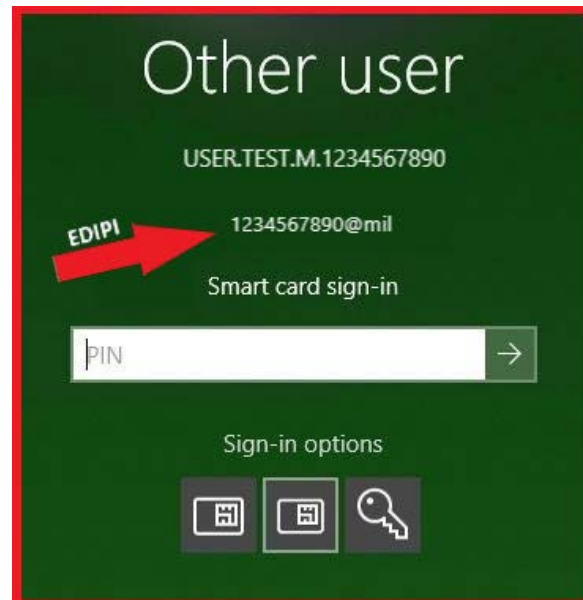 Other user
USER.TEST.M.1234567890
EDIPI
1234567890@mil
Smart card sign-in
PIN
Sign-in options